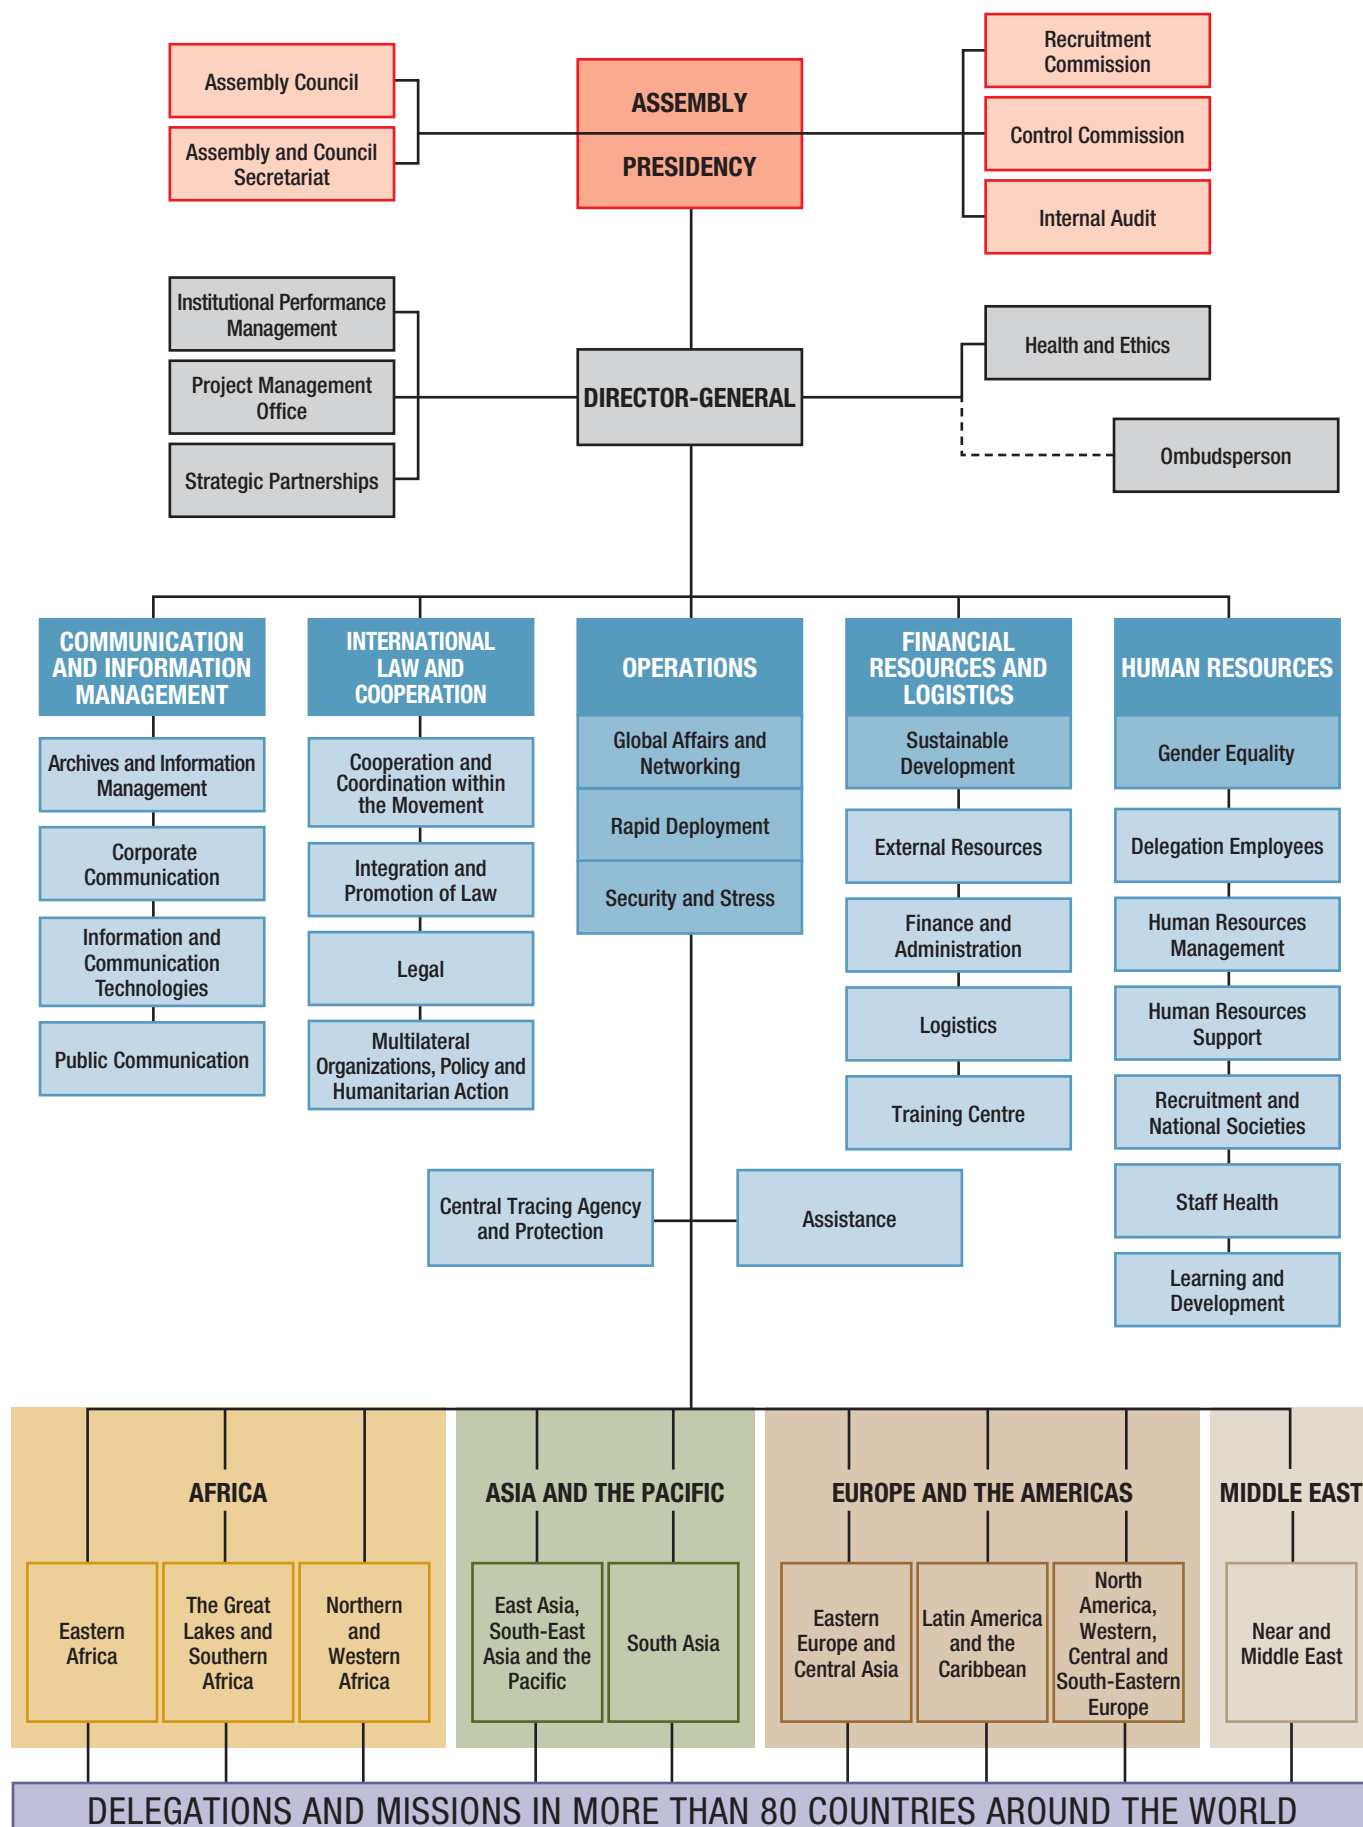 Assembly Council
Assembly and Council
Secretariat
ASSEMBLY
PRESIDENCY
Recruitment
Commission
Control Commission
Internal Audit
Institutional Performance
Management
Project Management
Office
Strategic Partnerships
DIRECTOR-GENERAL
Health and Ethics
Ombudsperson
COMMUNICATION
AND INFORMATION
MANAGEMENT
Archives and Information
Management
Corporate
Communication
Information and
Communication
Technologies
Public Communication
INTERNATIONAL
LAW AND
COOPERATION
Cooperation and
Coordination within
the Movement
Integration and
Promotion of Law
Legal
Multilateral
Organizations, Policy and
Humanitarian Action
OPERATIONS
Global Affairs and
Networking
Rapid Deployment
Security and Stress
FINANCIAL
RESOURCES AND
LOGISTICS
Sustainable
Development
External Resources
Finance and
Administration
Logistics
Training Centre
HUMAN RESOURCES
Gender Equality
Delegation Employees
Human Resources
Management
Human Resources
Support
Recruitment and
National Societies
Staff Health
Learning and
Development
Central Tracing Agency
and Protection
Assistance
AFRICA
Eastern
Africa
The Great
Lakes and
Southern
Africa
Northern
and
Western
Africa
ASIA AND THE PACIFIC
East Asia,
South-East
Asia and the
Pacific
South Asia
EUROPE AND THE AMERICAS
Eastern
Europe and
Central Asia
Latin America
and the
Caribbean
North
America,
Western,
Central and
South-Eastern
Europe
MIDDLE EAST
Near and
Middle East
DELEGATIONS AND MISSIONS IN MORE THAN 80 COUNTRIES AROUND THE WORLD